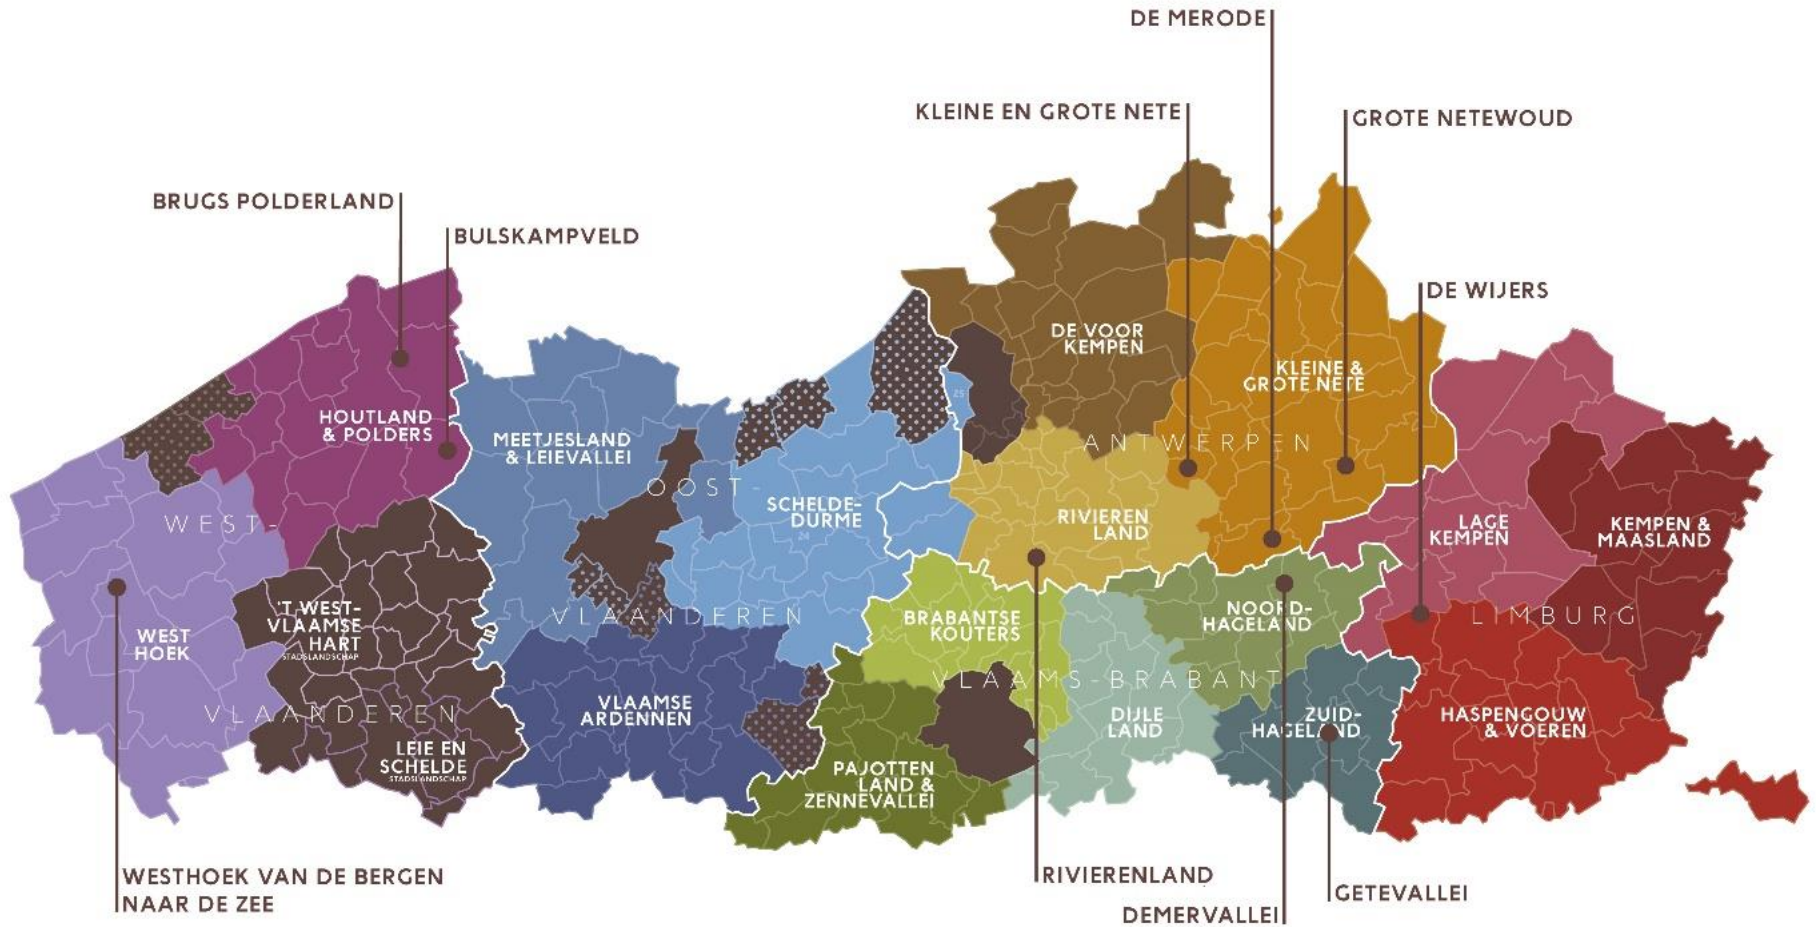 DE MERODE
KLEINE EN GROTE NETE
GROTE NETEWOUD
BRUGS POLDERLAND
BULSKAMPVELD
DE WIJERS
DE VOOR
KEMPEN
KLEINE &
GROTE NETE
HOUTLAND
& POLDERS
MEETJESLAND
& LEIEVALLEI
ANTWERPEN
OOST-
SCHELDE-
DURME
24
25
WEST-
RIVIEREN
LAND
LAGE
KEMPEN
KEMPEN &
MAASLAND
'T WEST-
VLAAMSE
HART
STADSLANDSCHAP
VLAANDEREN
BRABANTSE
KOUTERS
NOORD-
HAGELAND
LIMBURG
WEST
HOEK
VLAAMS-BRABANT
VLAANDEREN
VLAAMSE
ARDENNEN
DIJLE
LAND
ZUID-
HAGELAND
HASPENGOUW
& VOEREN
LEIE EN
SCHELDE
STADSLANDSCHAP
PAJOTTEN
LAND &
ZENNEVALLEI
WESTHOEK VAN DE BERGEN
NAAR DE ZEE
RIVIERENLAND
DEMERVALLEI
GETEVALLEI